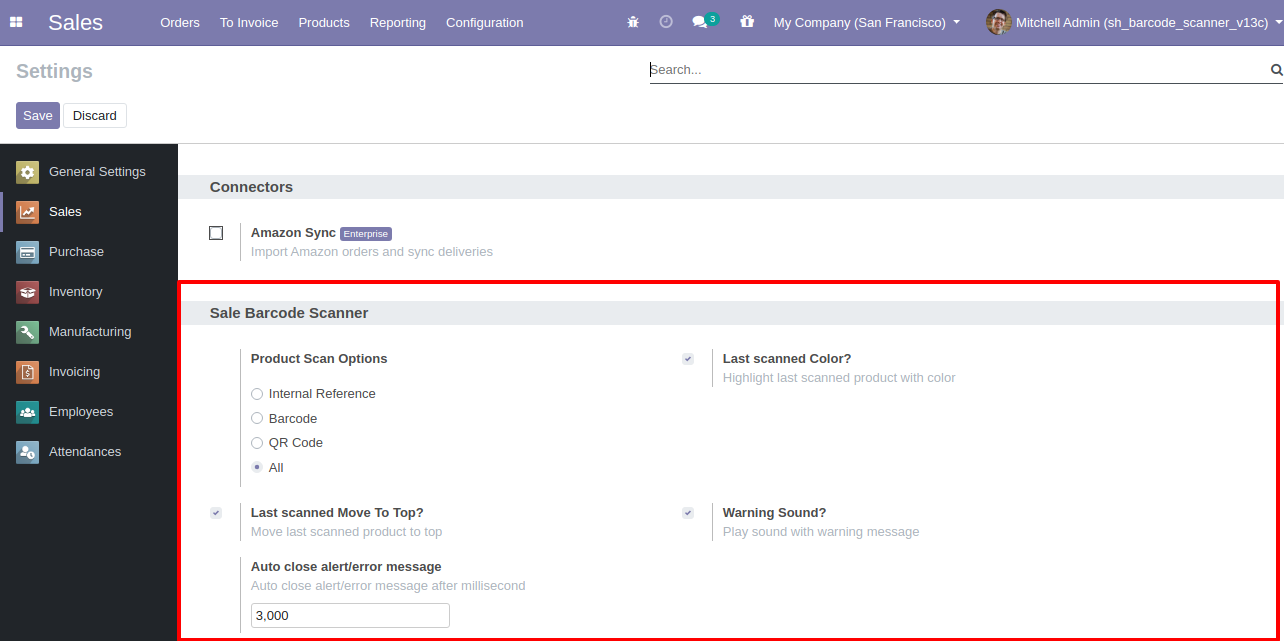 Sales Orders To Invoice Products Reporting Configuration 3 My Company (San Francisco) Mitchell Admin (sh_barcode_scanner_v13c)
Settings
Search...
Save Discard
General Settings
Sales
Purchase
Inventory
Manufacturing
Invoicing
Employees
Attendances
Connectors
Amazon Sync Enterprise
Import Amazon orders and sync deliveries
Sale Barcode Scanner
Product Scan Options
Internal Reference
Barcode
QR Code
All
Last scanned Color?
Highlight last scanned product with color
Last scanned Move To Top?
Move last scanned product to top
Warning Sound?
Play sound with warning message
Auto close alert/error message
Auto close alert/error message after millisecond
3,000